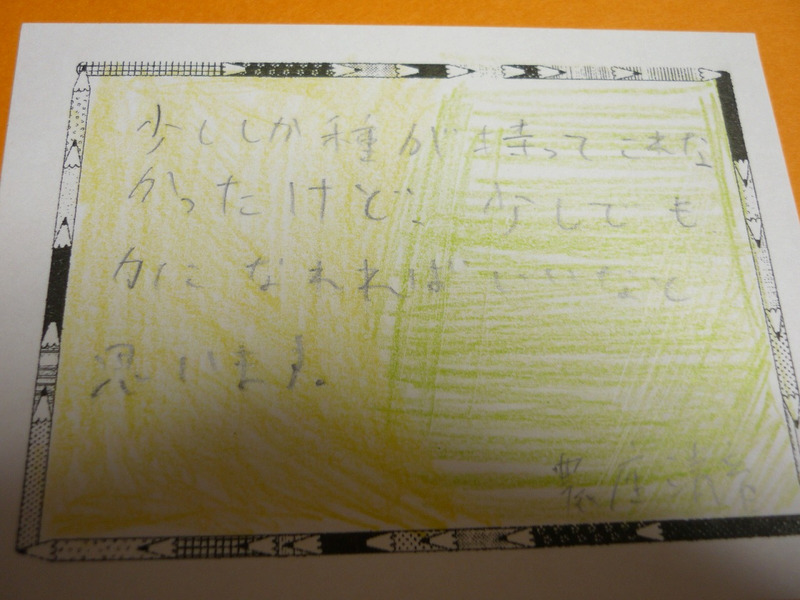 少ししか種が持ってこれな
かったけど、少しでも
力になれればいいなと
思います。